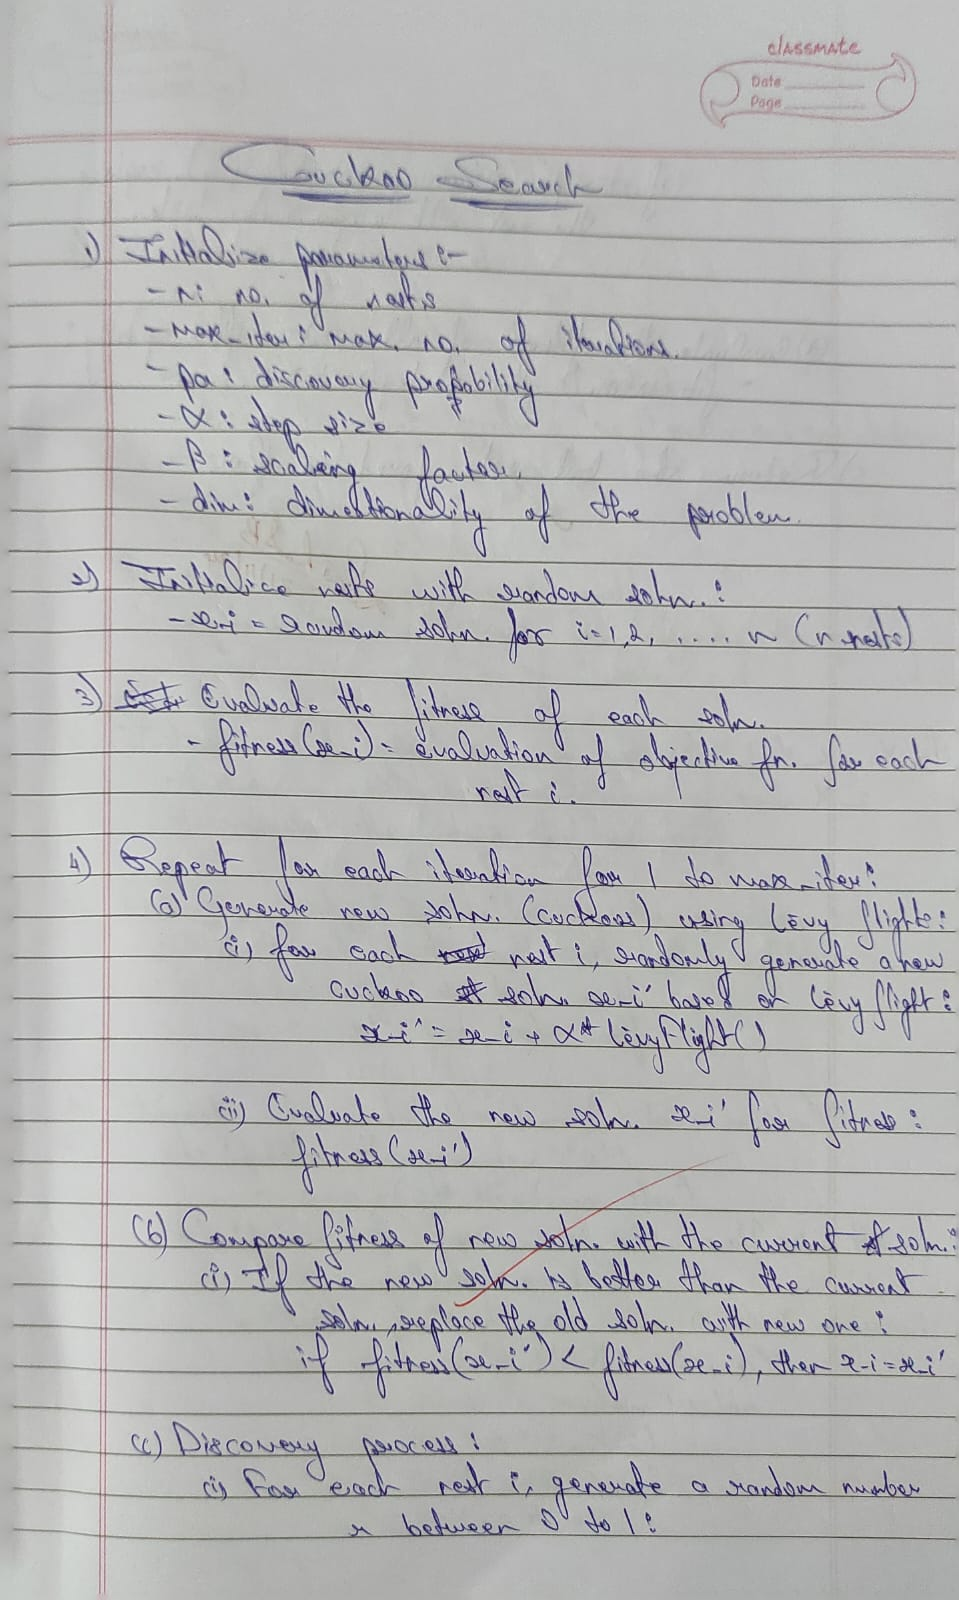 classmate
Date
Page
Cuckoo Search
1) Initialize parameters :-
- n: no. of nests
- max_iter : max. no. of iterations.
- pa : discovery probability
- α : step size
- β : scaling factor.
- dim : dimentionality of the problem.
2) Initialize nests with random soln. :
- x_i = random soln. for i=1,2, ..... n (n nests)
3) Evaluate the fitness of each soln.
- fitness(x_i) = evaluation of objective fn. for each
nest i.
4) Repeat for each iteration for 1 to max_iter :
(a) Generate new soln. (cuckoos) using Lévy flights :
(i) for each nest i, randomly generate a new
cuckoo soln. x_i' based on lévy flight :
x_i' = x_i + α * lévyFlight()
(ii) Evaluate the new soln. x_i' for fitness :
fitness(x_i')
(b) Compare fitness of new soln. with the current soln. :
(i) If the new soln. is better than the current
soln., replace the old soln. with new one :
if fitness(x_i') < fitness(x_i), then x_i = x_i'
(c) Discovery process :
(i) For each nest i, generate a random number
r between 0 to 1 :